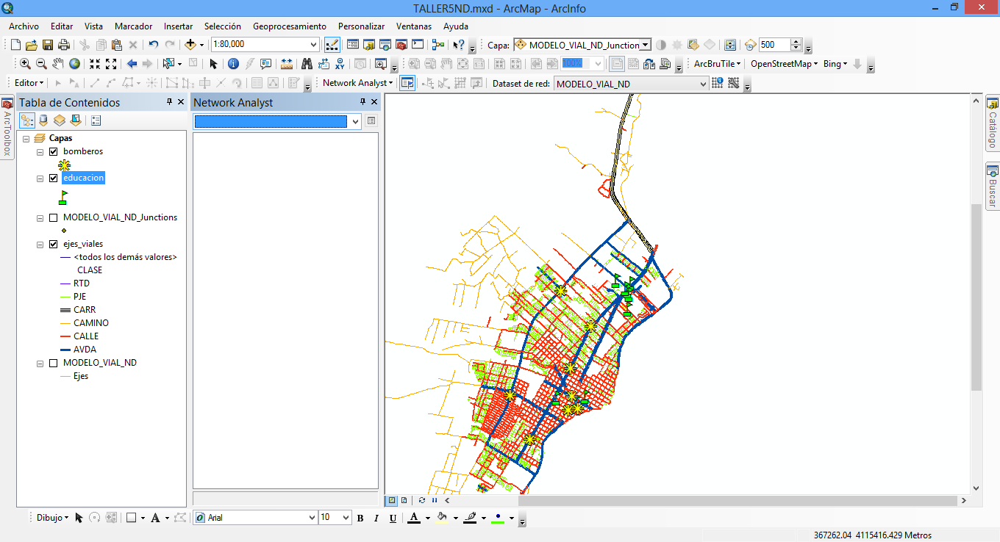 TALLER5ND.mxd - ArcMap - ArcInfo
Archivo Editar Vista Marcador Insertar Selección Geoprocesamiento Personalizar Ventanas Ayuda
1:80,000 Capa: MODELO_VIAL_ND_Junction 500
100% ArcBruTile OpenStreetMap Bing
Editor Network Analyst Dataset de red: MODELO_VIAL_ND
ArcToolbox
Tabla de Contenidos
Capas
bomberos
educacion
MODELO_VIAL_ND_Junctions
ejes_viales
<todos los demás valores>
CLASE
RTD
PJE
CARR
CAMINO
CALLE
AVDA
MODELO_VIAL_ND
Ejes
Network Analyst
Catálogo
Buscar
Dibujo Arial 10 B I U A
367262.04 4115416.429 Metros